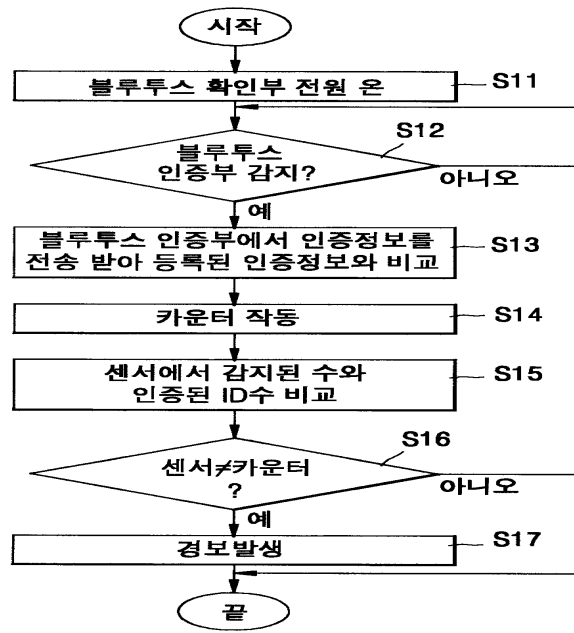 시작
블루투스 확인부 전원 온
S11
S12
블루투스
인증부 감지?
아니오
예
블루투스 인증부에서 인증정보를
전송 받아 등록된 인증정보와 비교
S13
카운터 작동
S14
센서에서 감지된 수와
인증된 ID수 비교
S15
S16
센서≠카운터
?
아니오
예
경보발생
S17
끝